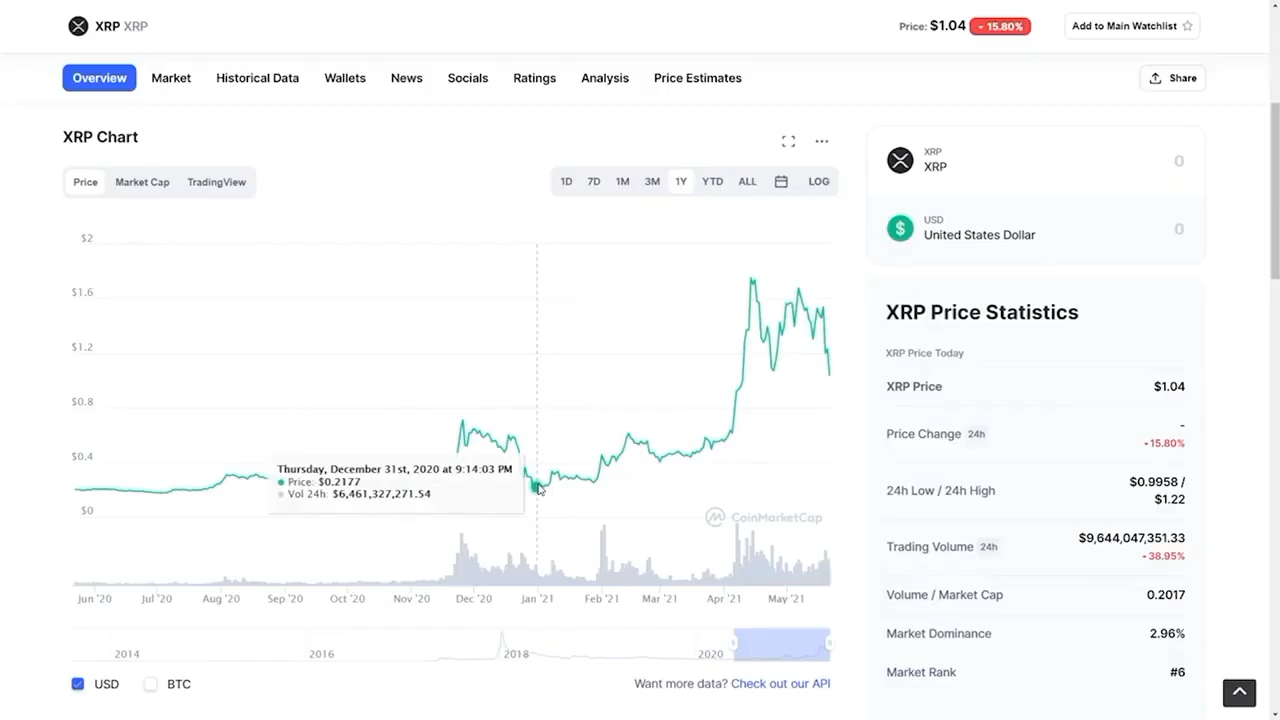 XRP XRP
Price: $1.04 15.80%
Add to Main Watchlist
Overview Market Historical Data Wallets News Socials Ratings Analysis Price Estimates
Share
XRP Chart
Price Market Cap TradingView
1D 7D 1M 3M 1Y YTD ALL LOG
$2
$1.6
$1.2
$0.8
$0.4
$0
Thursday, December 31st, 2020 at 9:14:03 PM
Price: $0.2177
Vol 24h: $6,461,327,271.54
CoinMarketCap
Jun '20 Jul '20 Aug '20 Sep '20 Oct '20 Nov '20 Dec '20 Jan '21 Feb '21 Mar '21 Apr '21 May '21
2014 2016 2018 2020
USD BTC
Want more data? Check out our API
XRP
XRP
0
$
USD
United States Dollar
0
XRP Price Statistics
XRP Price Today
XRP Price $1.04
Price Change 24h -
15.80%
24h Low / 24h High $0.9958 /
$1.22
Trading Volume 24h $9,644,047,351.33
38.95%
Volume / Market Cap 0.2017
Market Dominance 2.96%
Market Rank #6